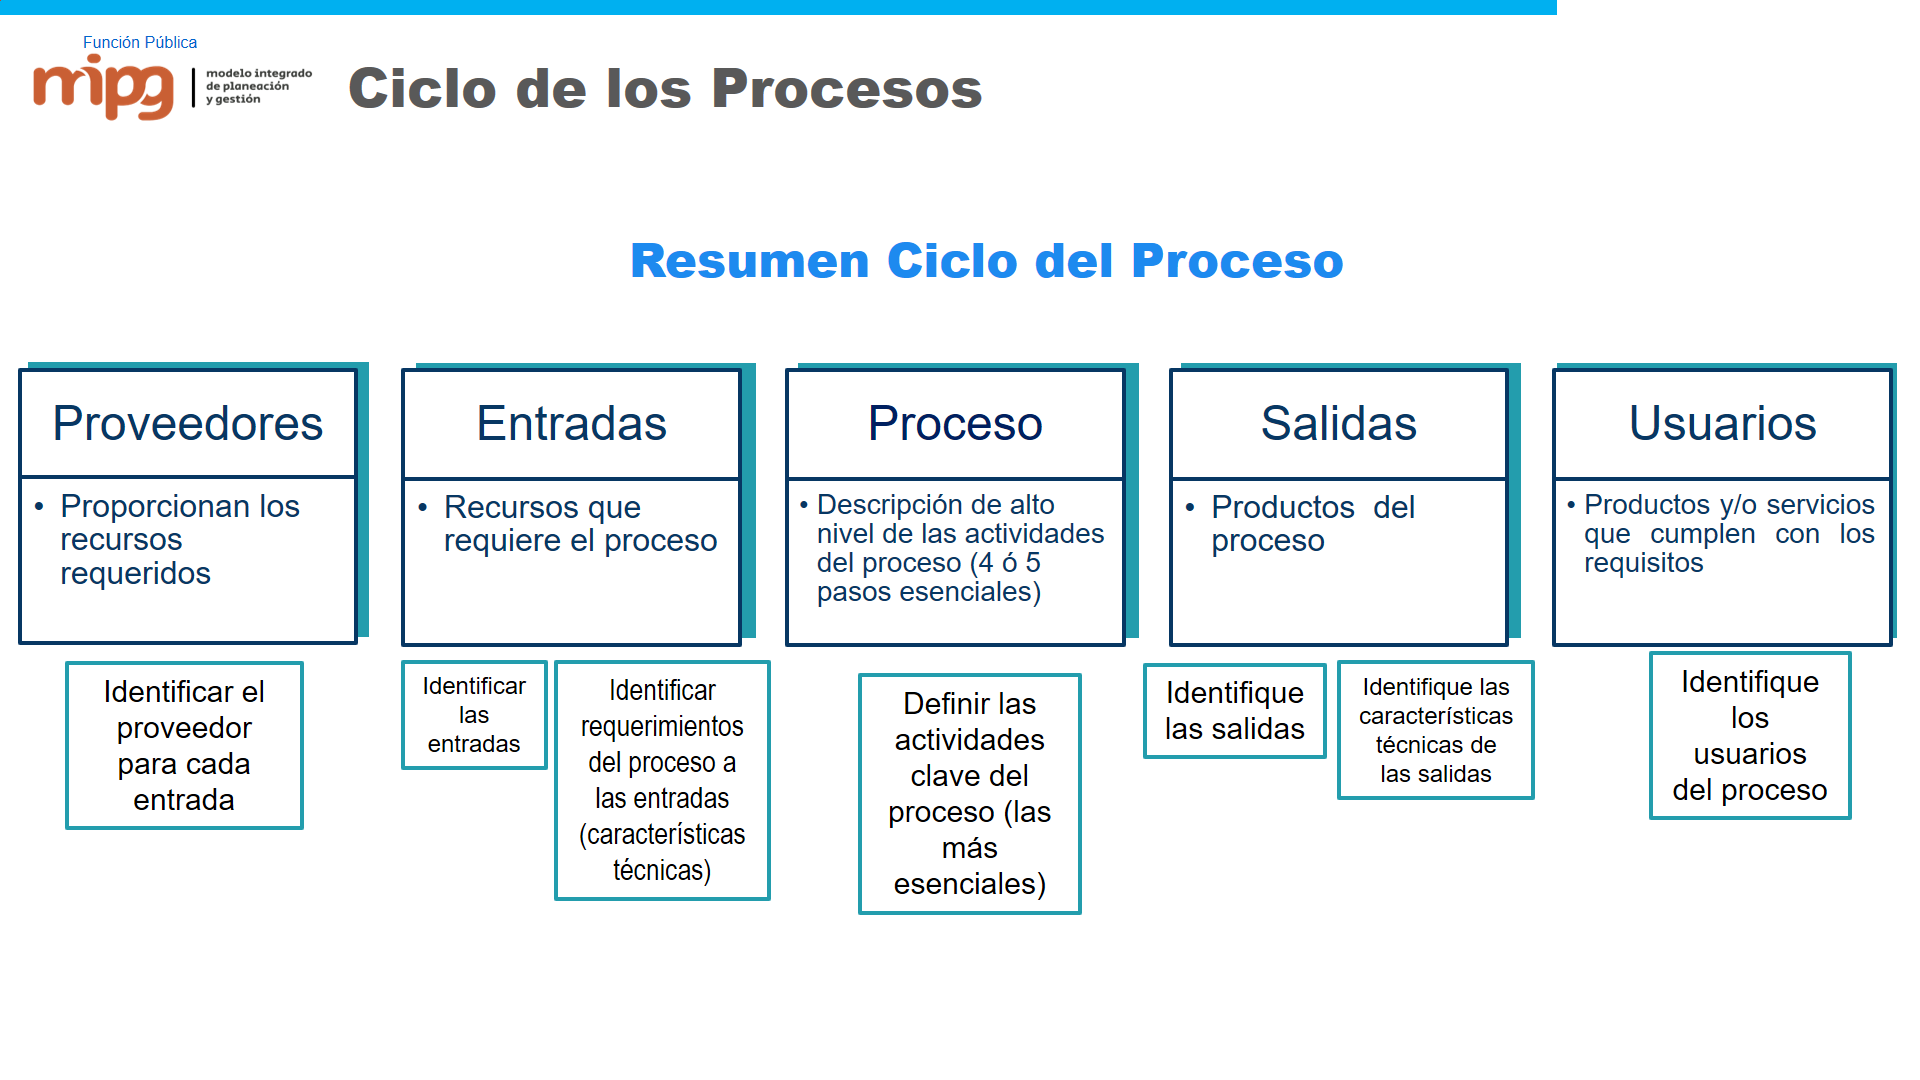 Función Pública
mipg
modelo integrado
de planeación
y gestión
Ciclo de los Procesos
Resumen Ciclo del Proceso
Proveedores
• Proporcionan los
recursos
requeridos
Identificar el
proveedor
para cada
entrada
Entradas
• Recursos que
requiere el proceso
Identificar
las
entradas
Identificar
requerimientos
del proceso a
las entradas
(características
técnicas)
Proceso
• Descripción de alto
nivel de las actividades
del proceso (4 ó 5
pasos esenciales)
Definir las
actividades
clave del
proceso (las
más
esenciales)
Salidas
• Productos del
proceso
Identifique
las salidas
Identifique las
características
técnicas de
las salidas
Usuarios
• Productos y/o servicios
que cumplen con los
requisitos
Identifique
los
usuarios
del proceso